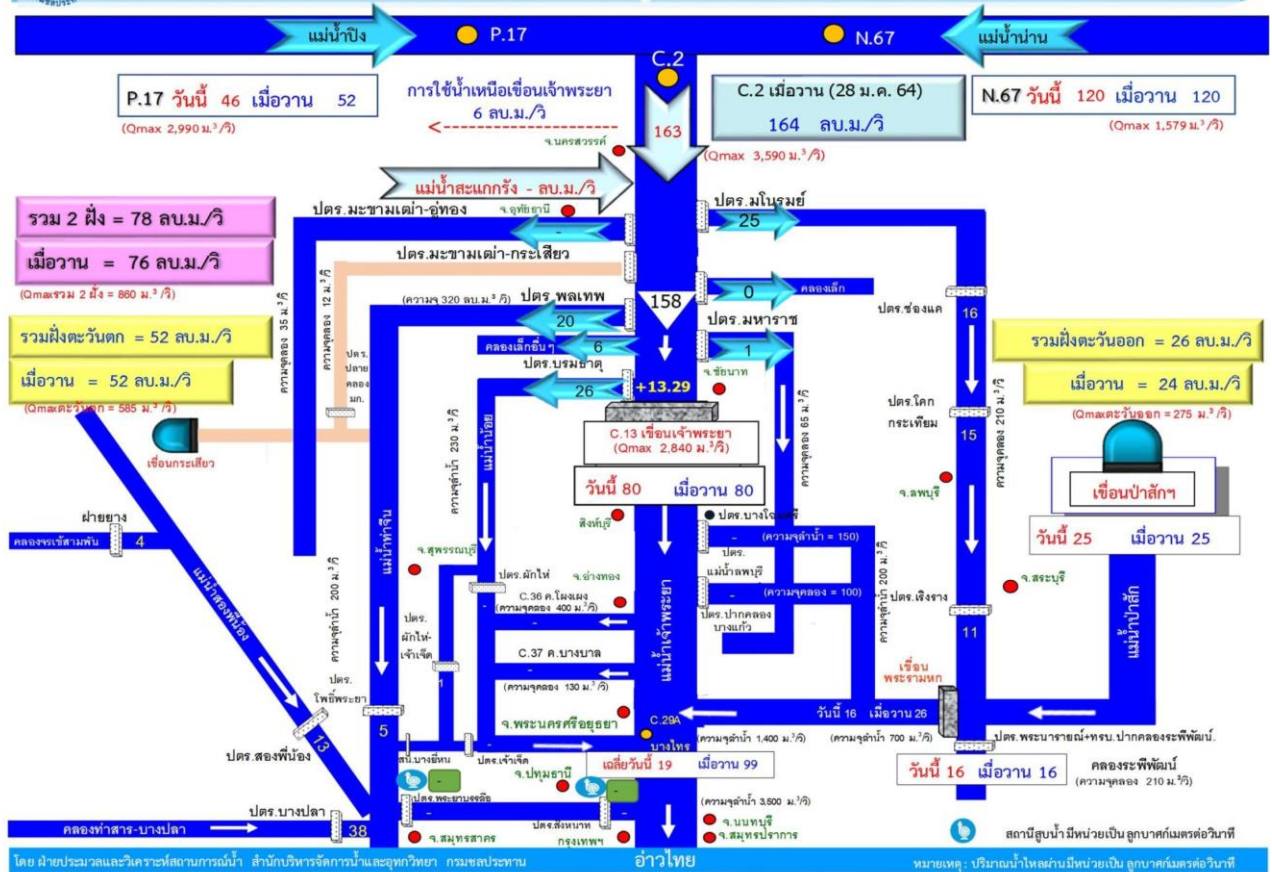 แม่น้ำปิง
P.17
N.67
แม่น้ำน่าน
C.2
P.17 วันนี้ 46 เมื่อวาน 52
(Qmax 2,990 ม.³/วิ)
การใช้น้ำเหนือเขื่อนเจ้าพระยา
6 ลบ.ม./วิ
163
C.2 เมื่อวาน (28 ม.ค. 64)
164 ลบ.ม./วิ
(Qmax 3,590 ม.³/วิ)
N.67 วันนี้ 120 เมื่อวาน 120
(Qmax 1,579 ม.³/วิ)
จ.นครสวรรค์
แม่น้ำสะแกกรัง - ลบ.ม./วิ
รวม 2 ฝั่ง = 78 ลบ.ม./วิ
เมื่อวาน = 76 ลบ.ม./วิ
(Qmaxรวม 2 ฝั่ง = 860 ม.³/วิ)
ปตร.มะขามเฒ่า-อู่ทอง
จ.อุทัยธานี
-
ปตร.มโนรมย์
25
ปตร.มะขามเฒ่า-กระเสียว
(ความจุ 320 ลบ.ม.³/วิ)
ปตร.พลเทพ
20
158
0
คลองเล็ก
ปตร.มหาราช
1
คลองเล็กอื่นๆ
6
ปตร.บรมธาตุ
26
+13.29
จ.ชัยนาท
ปตร.ช่องแค
16
รวมฝั่งตะวันตก = 52 ลบ.ม./วิ
เมื่อวาน = 52 ลบ.ม./วิ
(Qmaxตะวันตก = 585 ม.³/วิ)
รวมฝั่งตะวันออก = 26 ลบ.ม./วิ
เมื่อวาน = 24 ลบ.ม./วิ
(Qmaxตะวันออก = 275 ม.³/วิ)
ความจุคลอง 35 ม.³/วิ
ความจุคลอง 12 ม.³/วิ
ปตร.
ปลาย
คลอง
มก.
เขื่อนกระเสียว
ความจุลำน้ำ 230 ม.³/วิ
แม่น้ำน้อย
C.13 เขื่อนเจ้าพระยา
(Qmax 2,840 ม.³/วิ)
วันนี้ 80 เมื่อวาน 80
ความจุคลอง 65 ม.³/วิ
ปตร.โคก
กระเทียม
15
ความจุคลอง 210 ม.³/วิ
จ.ลพบุรี
เขื่อนป่าสักฯ
วันนี้ 25 เมื่อวาน 25
ฝายยาง
คลองจรเข้สามพัน
4
แม่น้ำสองพี่น้อง
ความจุลำน้ำ 200 ม.³/วิ
แม่น้ำท่าจีน
จ.สุพรรณบุรี
สิงห์บุรี
(ความจุลำน้ำ = 150)
-
ปตร.
แม่น้ำลพบุรี
(ความจุคลอง = 100)
-
ปตร.ปากคลอง
บางแก้ว
ความจุลำน้ำ 200 ม.³/วิ
จ.สระบุรี
ปตร.เริงราง
11
แม่น้ำป่าสัก
ปตร.ผักไห่
-
จ.อ่างทอง
C.36 ค.โผงเผง
(ความจุคลอง 400 ม.³/วิ)
-
แม่น้ำเจ้าพระยา
ปตร.
ผักไห่-
เจ้าเจ็ด
1
C.37 ค.บางบาล
-
(ความจุคลอง 130 ม.³/วิ)
เขื่อน
พระรามหก
ปตร.
โพธิ์พระยา
5
13
ปตร.สองพี่น้อง
จ.พระนครศรีอยุธยา
C.29A
บางไทร
วันนี้ 16 เมื่อวาน 26
(ความจุลำน้ำ 1,400 ม.³/วิ)
(ความจุลำน้ำ 700 ม.³/วิ)
ปตร.พระนารายณ์+ทรบ.ปากคลองระพีพัฒน์.
วันนี้ 16 เมื่อวาน 16
คลองระพีพัฒน์
(ความจุคลอง 210 ม.³/วิ)
-
ปตร.เจ้าเจ็ด
เฉลี่ยวันนี้ 19 เมื่อวาน 99
จ.ปทุมธานี
-
-
ปตร.พระยาบรรลือ
-
ปตร.สิงหนาท
(ความจุลำน้ำ 3,500 ม.³/วิ)
จ.นนทบุรี
จ.สมุทรปราการ
ปตร.บางปลา
คลองท่าสาร-บางปลา
38
จ.สมุทรสาคร
กรุงเทพฯ
สถานีสูบน้ำ มีหน่วยเป็น ลูกบาศก์เมตรต่อวินาที
โดย ฝ่ายประมวลและวิเคราะห์สถานการณ์น้ำ สำนักบริหารจัดการน้ำและอุทกวิทยา กรมชลประทาน
อ่าวไทย
หมายเหตุ : ปริมาณน้ำไหลผ่านมีหน่วยเป็น ลูกบาศก์เมตรต่อวินาที